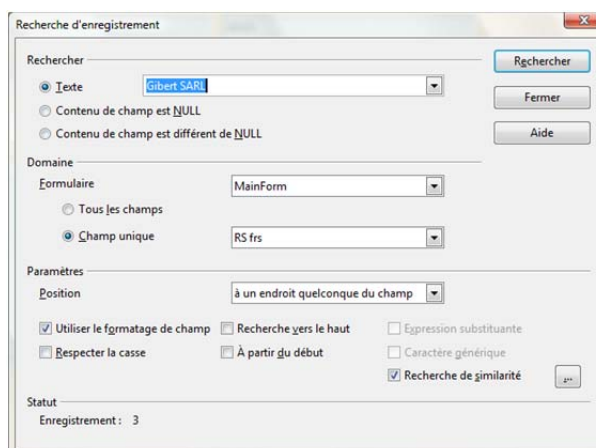 Recherche d'enregistrement
Rechercher
Texte
Gibert SARL
Contenu de champ est NULL
Contenu de champ est différent de NULL
Rechercher
Fermer
Aide
Domaine
Formulaire
MainForm
Tous les champs
Champ unique
RS frs
Paramètres
Position
à un endroit quelconque du champ
Utiliser le formatage de champ
Recherche vers le haut
Expression substituante
Respecter la casse
À partir du début
Caractère générique
Recherche de similarité
...
Statut
Enregistrement : 3